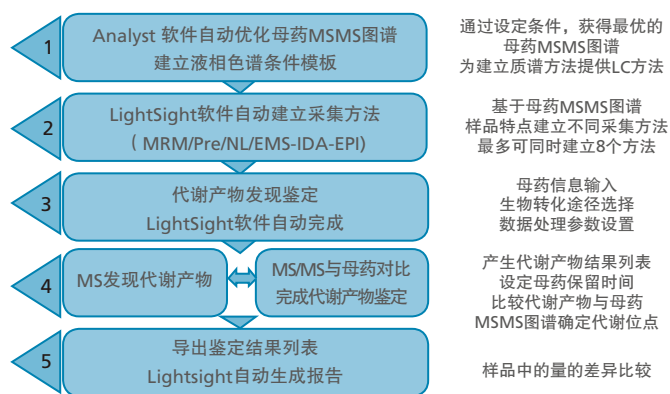 1
Analyst 软件自动优化母药MSMS图谱
建立液相色谱条件模板
通过设定条件，获得最优的
母药MSMS图谱
为建立质谱方法提供LC方法
2
LightSight软件自动建立采集方法
（ MRM/Pre/NL/EMS-IDA-EPI)
基于母药MSMS图谱
样品特点建立不同采集方法
最多可同时建立8个方法
3
代谢产物发现鉴定
LightSight软件自动完成
母药信息输入
生物转化途径选择
数据处理参数设置
4
MS发现代谢产物
MS/MS与母药对比
完成代谢产物鉴定
产生代谢产物结果列表
设定母药保留时间
比较代谢产物与母药
MSMS图谱确定代谢位点
5
导出鉴定结果列表
Lightsight自动生成报告
样品中的量的差异比较